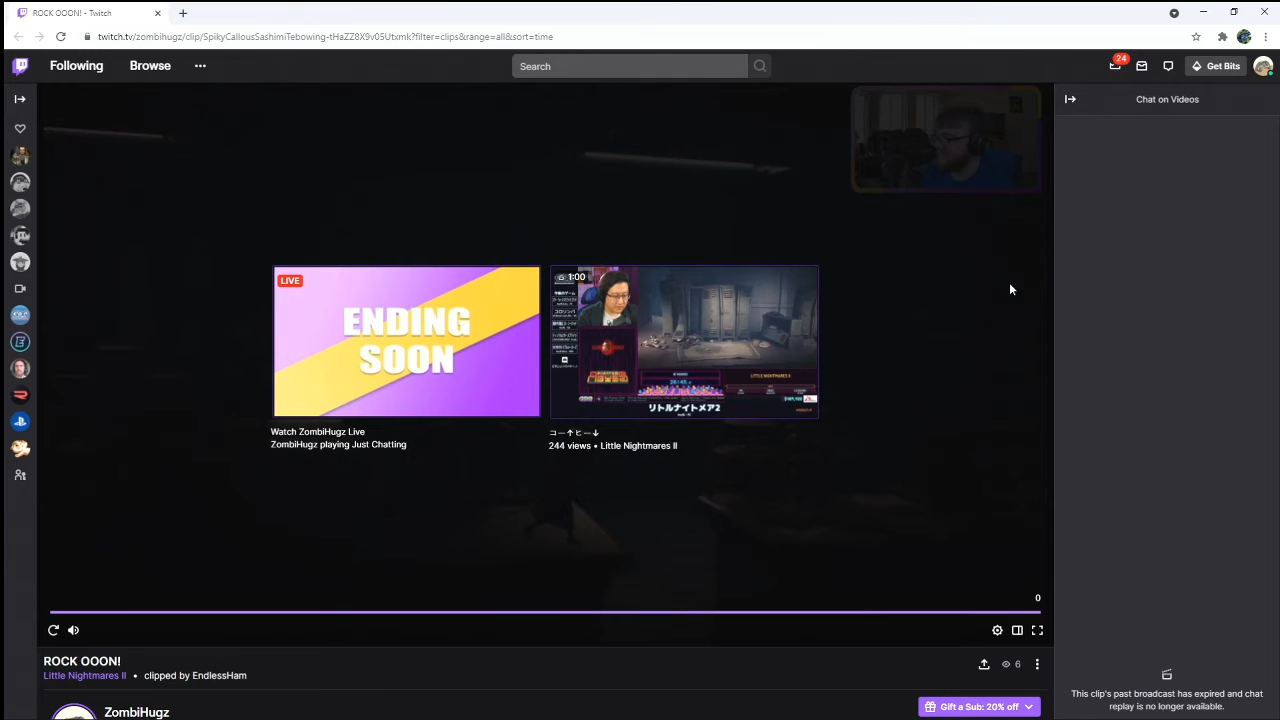 ROCK OOON! - Twitch
twitch.tv/zombihugz/clip/SpikyCallousSashimiTebowing-tHaZZ8X9v05Utxmk?filter=clips&range=all&sort=time
Following
Browse
Search
24
Get Bits
Chat on Videos
LIVE
ENDING
SOON
1:00
LITTLE NIGHTMARES II
リトルナイトメア2
Watch ZombiHugz Live
ZombiHugz playing Just Chatting
コー↑ヒー↓
244 views • Little Nightmares II
0
ROCK OOON!
Little Nightmares II • clipped by EndlessHam
6
ZombiHugz
Gift a Sub: 20% off
This clip's past broadcast has expired and chat
replay is no longer available.